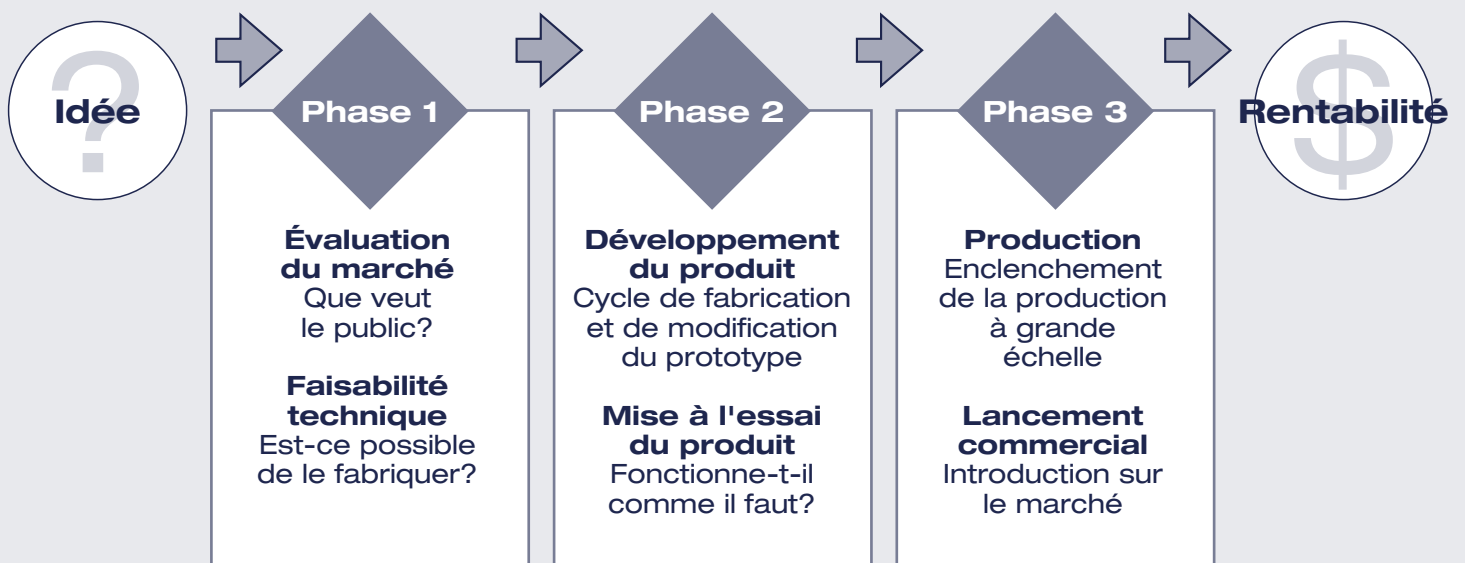 ?
Idée
Phase 1
Évaluation
du marché
Que veut
le public?
Faisabilité
technique
Est-ce possible
de le fabriquer?
Phase 2
Développement
du produit
Cycle de fabrication
et de modification
du prototype
Mise à l'essai
du produit
Fonctionne-t-il
comme il faut?
Phase 3
Production
Enclenchement
de la production
à grande
échelle
Lancement
commercial
Introduction sur
le marché
$
Rentabilité